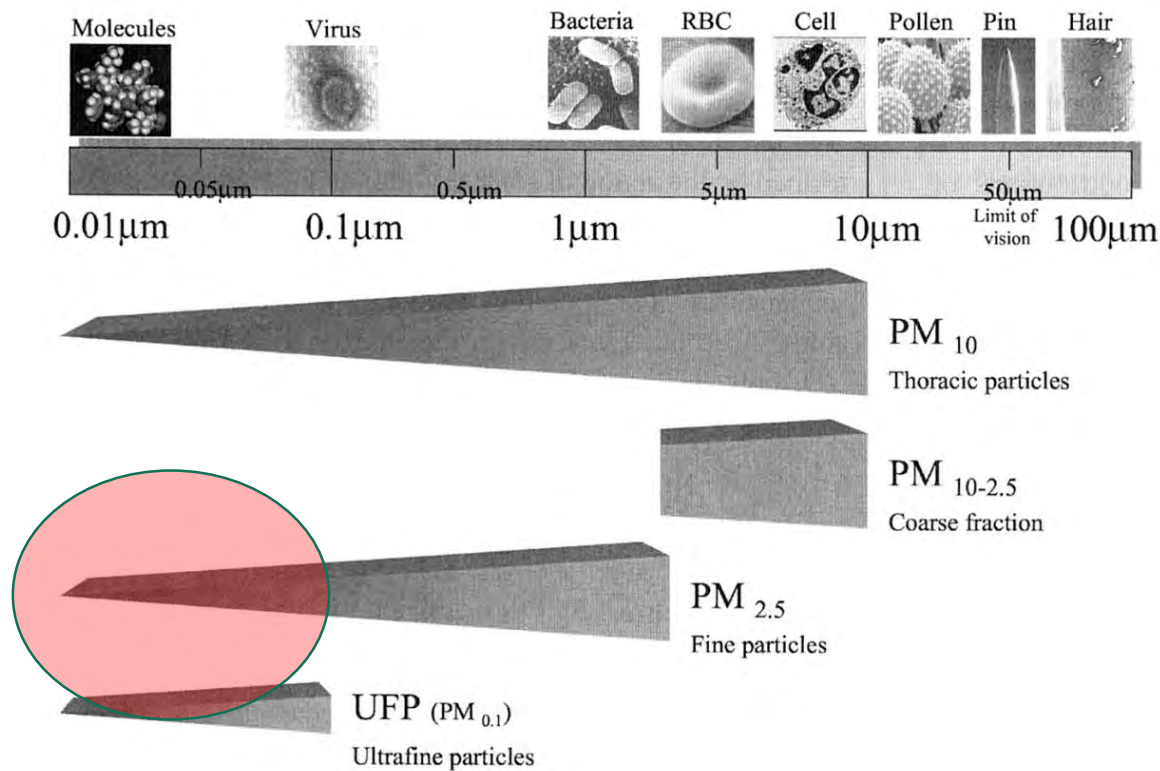 Molecules Virus Bacteria RBC Cell Pollen Pin Hair
0.05μm 0.5μm 5μm 50μm
0.01μm 0.1μm 1μm 10μm Limit of vision 100μm
PM 10
Thoracic particles
PM 10-2.5
Coarse fraction
PM 2.5
Fine particles
UFP (PM 0.1)
Ultrafine particles